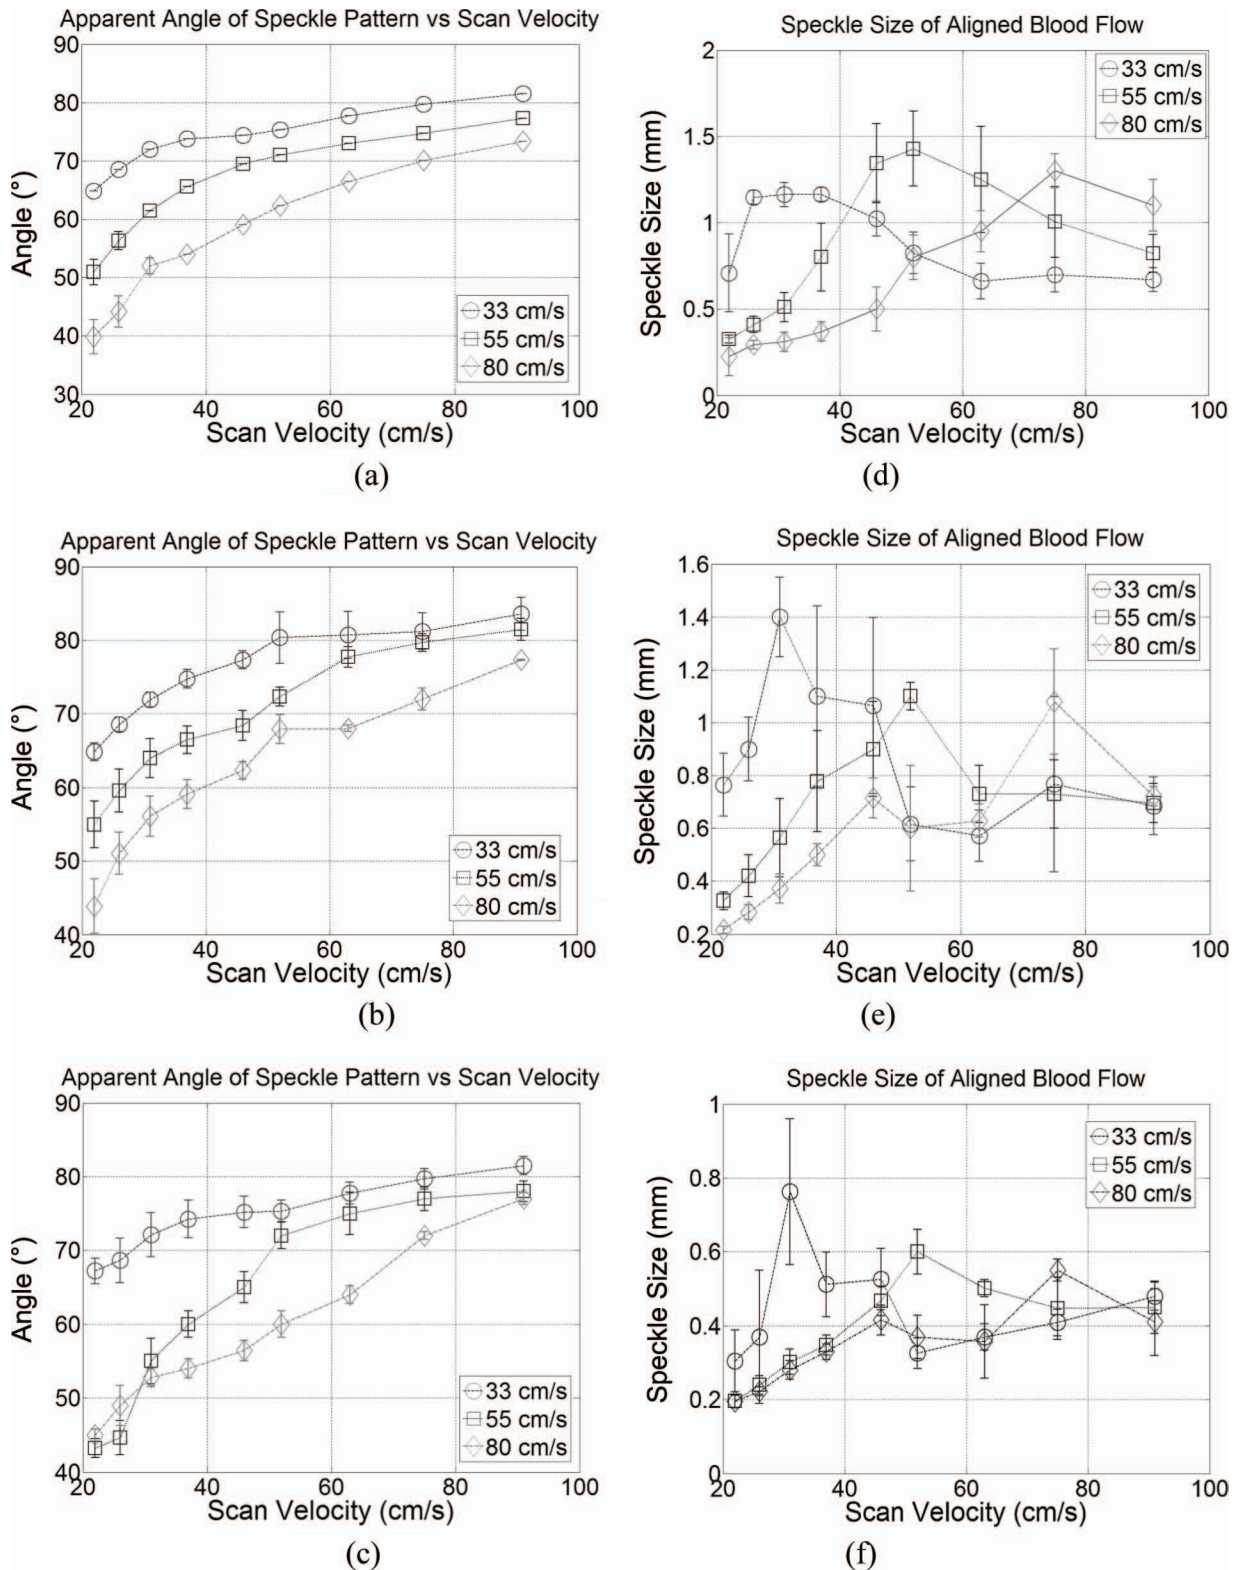 Apparent Angle of Speckle Pattern vs Scan Velocity
90
80
70
60
50
40
30
Angle (°)
33 cm/s
55 cm/s
80 cm/s
20 40 60 80 100
Scan Velocity (cm/s)
(a)
Speckle Size of Aligned Blood Flow
2
1.5
1
0.5
0
Speckle Size (mm)
33 cm/s
55 cm/s
80 cm/s
20 40 60 80 100
Scan Velocity (cm/s)
(d)
Apparent Angle of Speckle Pattern vs Scan Velocity
90
80
70
60
50
40
Angle (°)
33 cm/s
55 cm/s
80 cm/s
20 40 60 80 100
Scan Velocity (cm/s)
(b)
Speckle Size of Aligned Blood Flow
1.6
1.4
1.2
1
0.8
0.6
0.4
0.2
Speckle Size (mm)
33 cm/s
55 cm/s
80 cm/s
20 40 60 80 100
Scan Velocity (cm/s)
(e)
Apparent Angle of Speckle Pattern vs Scan Velocity
90
80
70
60
50
40
Angle (°)
33 cm/s
55 cm/s
80 cm/s
20 40 60 80 100
Scan Velocity (cm/s)
(c)
Speckle Size of Aligned Blood Flow
1
0.8
0.6
0.4
0.2
0
Speckle Size (mm)
33 cm/s
55 cm/s
80 cm/s
20 40 60 80 100
Scan Velocity (cm/s)
(f)